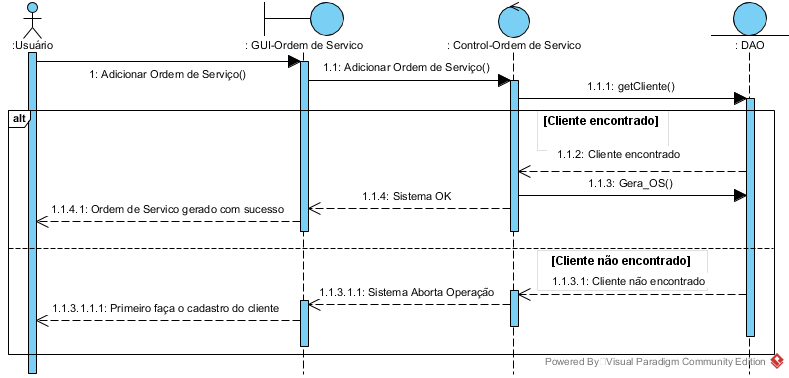 :Usuário
: GUI-Ordem de Servico
: Control-Ordem de Servico
: DAO
1: Adicionar Ordem de Serviço()
1.1: Adicionar Ordem de Serviço()
1.1.1: getCliente()
alt
[Cliente encontrado]
1.1.2: Cliente encontrado
1.1.3: Gera_OS()
1.1.4: Sistema OK
1.1.4.1: Ordem de Servico gerado com sucesso
[Cliente não encontrado]
1.1.3.1: Cliente não encontrado
1.1.3.1.1: Sistema Aborta Operação
1.1.3.1.1.1: Primeiro faça o cadastro do cliente
Powered By Visual Paradigm Community Edition